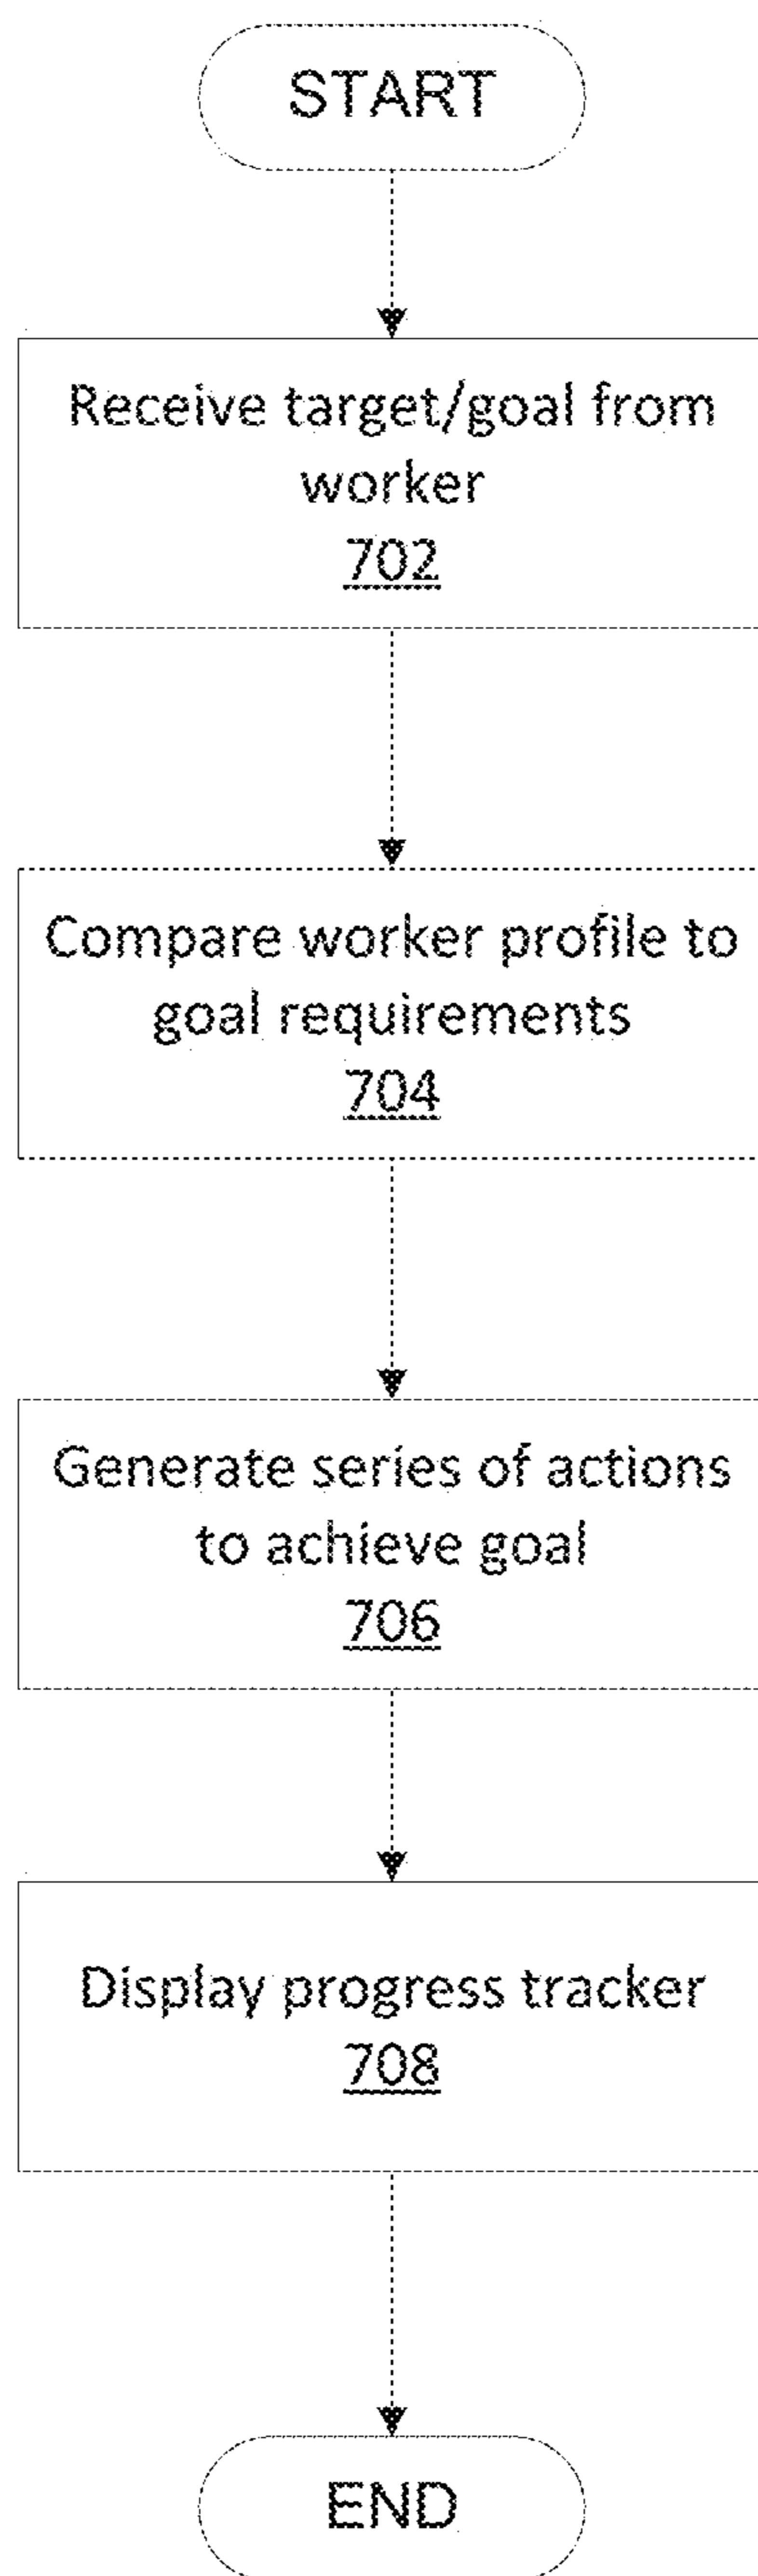 START
Receive target/goal from
worker
702
Compare worker profile to
goal requirements
704
Generate series of actions
to achieve goal
706
Display progress tracker
708
END